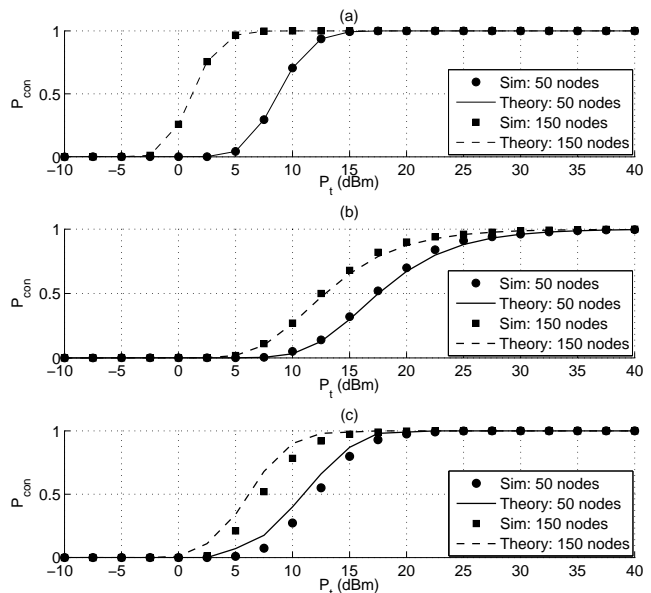 (a)
1
0.5
0
P_con
−10 −5 0 5 10 15 20 25 30 35 40
P_t (dBm)
Sim: 50 nodes
Theory: 50 nodes
Sim: 150 nodes
Theory: 150 nodes
(b)
1
0.5
0
P_con
−10 −5 0 5 10 15 20 25 30 35 40
P_t (dBm)
Sim: 50 nodes
Theory: 50 nodes
Sim: 150 nodes
Theory: 150 nodes
(c)
1
0.5
0
P_con
−10 −5 0 5 10 15 20 25 30 35 40
P_t (dBm)
Sim: 50 nodes
Theory: 50 nodes
Sim: 150 nodes
Theory: 150 nodes